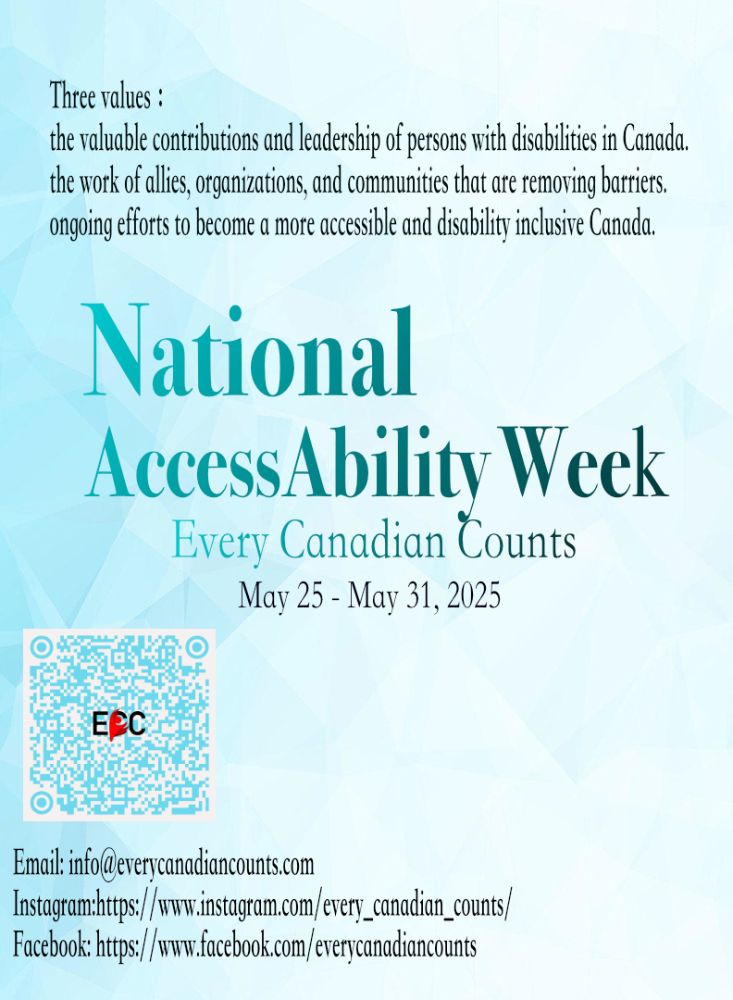 Three values：
the valuable contributions and leadership of persons with disabilities in Canada.
the work of allies, organizations, and communities that are removing barriers.
ongoing efforts to become a more accessible and disability inclusive Canada.
National
AccessAbility Week
Every Canadian Counts
May 25 - May 31, 2025
ECC
Email: info@everycanadiancounts.com
Instagram:https://www.instagram.com/every_canadian_counts/
Facebook: https://www.facebook.com/everycanadiancounts